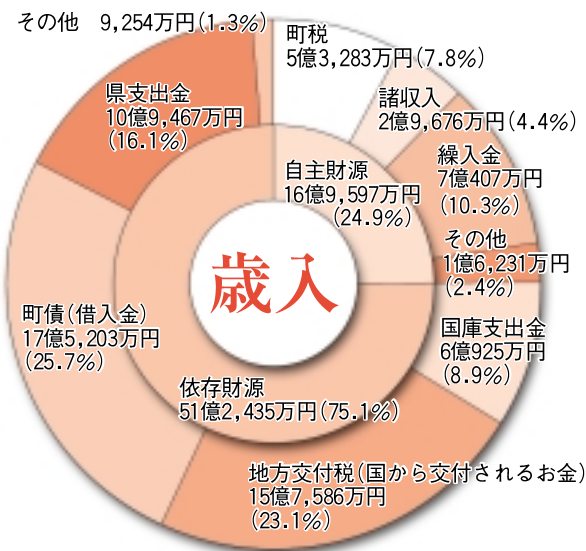 その他 9,254万円(1.3%)
町税
5億3,283万円(7.8%)
諸収入
2億9,676万円(4.4%)
繰入金
7億407万円
(10.3%)
その他
1億6,231万円
(2.4%)
国庫支出金
6億925万円
(8.9%)
地方交付税(国から交付されるお金)
15億7,586万円
(23.1%)
町債(借入金)
17億5,203万円
(25.7%)
県支出金
10億9,467万円
(16.1%)
自主財源
16億9,597万円
(24.9%)
依存財源
51億2,435万円(75.1%)
歳入